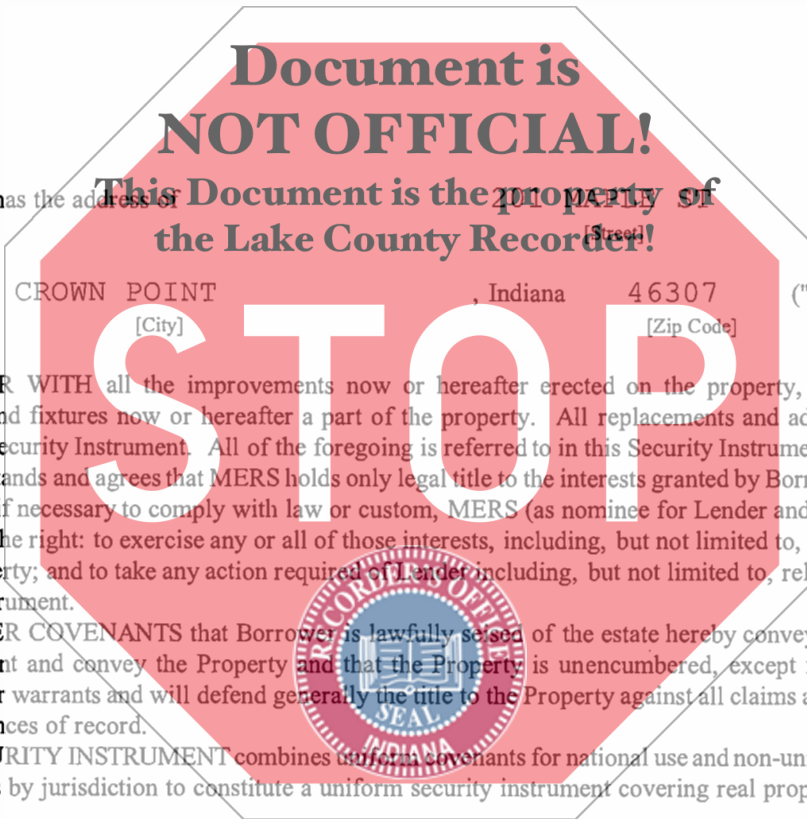 Document is
NOT OFFICIAL!
This Document is the property of
the Lake County Recorder!
as the address of 201 MAPLE ST
[Street]
CROWN POINT , Indiana 46307 ("
[City] [Zip Code]
STOP
R WITH all the improvements now or hereafter erected on the property,
nd fixtures now or hereafter a part of the property. All replacements and ad
ecurity Instrument. All of the foregoing is referred to in this Security Instrume
ands and agrees that MERS holds only legal title to the interests granted by Borr
if necessary to comply with law or custom, MERS (as nominee for Lender and
he right: to exercise any or all of those interests, including, but not limited to,
rty; and to take any action required of Lender including, but not limited to, rel
rument.
ER COVENANTS that Borrower is lawfully seised of the estate hereby convey
nt and convey the Property and that the Property is unencumbered, except
r warrants and will defend generally the title to the Property against all claims a
nces of record.
URITY INSTRUMENT combines uniform covenants for national use and non-uni
s by jurisdiction to constitute a uniform security instrument covering real prop
RECORDER'S OFFICE
SEAL
INDIANA